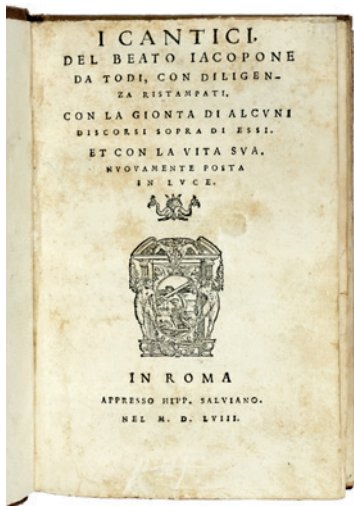 I CANTICI,
DEL BEATO IACOPONE
DA TODI, CON DILIGEN-
ZA RISTAMPATI,
CON LA GIONTA DI ALCVNI
DISCORSI SOPRA DI ESSI.
ET CON LA VITA SVA,
NVOVAMENTE POSTA
IN LVCE.
IN ROMA
APPRESSO HIPP. SALVIANO.
NEL M. D. LVIII.